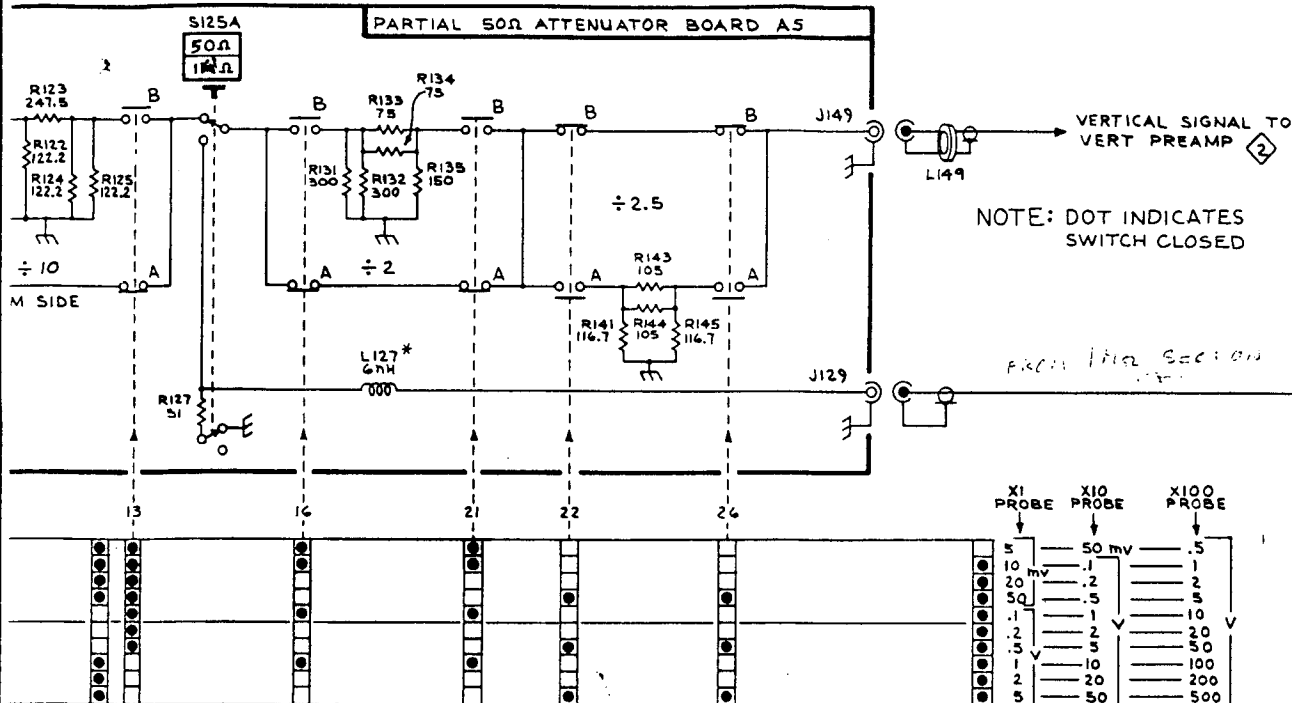 PARTIAL 50Ω ATTENUATOR BOARD A5
S125A
50Ω
1MΩ
R123
247.5
B
B
R133
75
R134
75
B
B
B
J149
VERTICAL SIGNAL TO
VERT PREAMP 2
L149
R122
122.2
R124
122.2
R125
122.2
R131
300
R132
300
R135
150
÷ 2.5
NOTE: DOT INDICATES
SWITCH CLOSED
÷ 10
A
M SIDE
A
÷ 2
A
A
R143
105
A
R141
116.7
R144
105
R145
116.7
L127*
6nH
J129
FROM 1MΩ SECTION
R127
51
13 16 21 22 26
X1 PROBE
X10 PROBE
X100 PROBE
5 50 mv .5
10 .1 1
mv
20 .2 2
50 .5 5
.1 1 10
.2 2 20
V V
.5 5 50
V
1 10 100
2 20 200
5 50 500